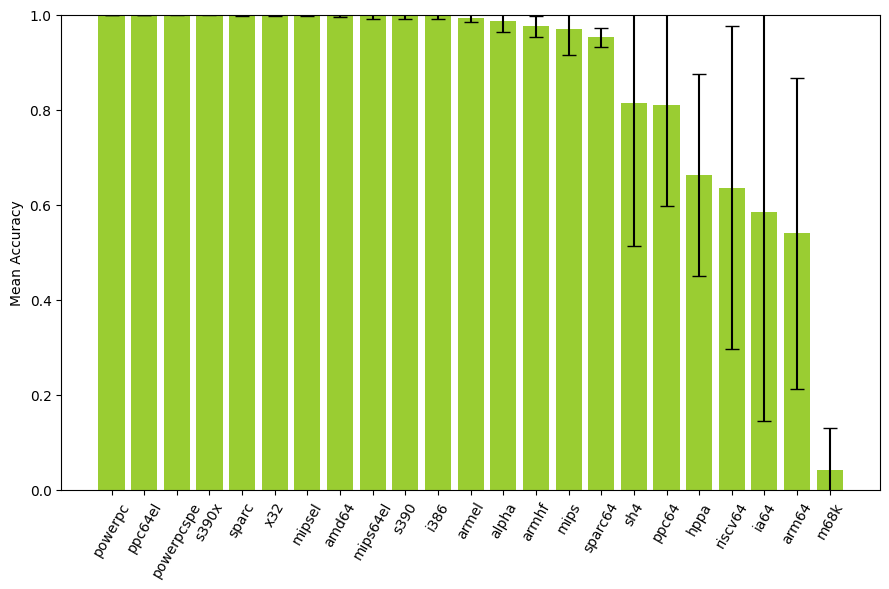 1.0
0.8
0.6
0.4
0.2
0.0
Mean Accuracy
powerpc
ppc64el
powerpcspe
s390x
sparc
x32
mipsel
amd64
mips64el
s390
i386
armel
alpha
armhf
mips
sparc64
sh4
ppc64
hppa
riscv64
ia64
arm64
m68k